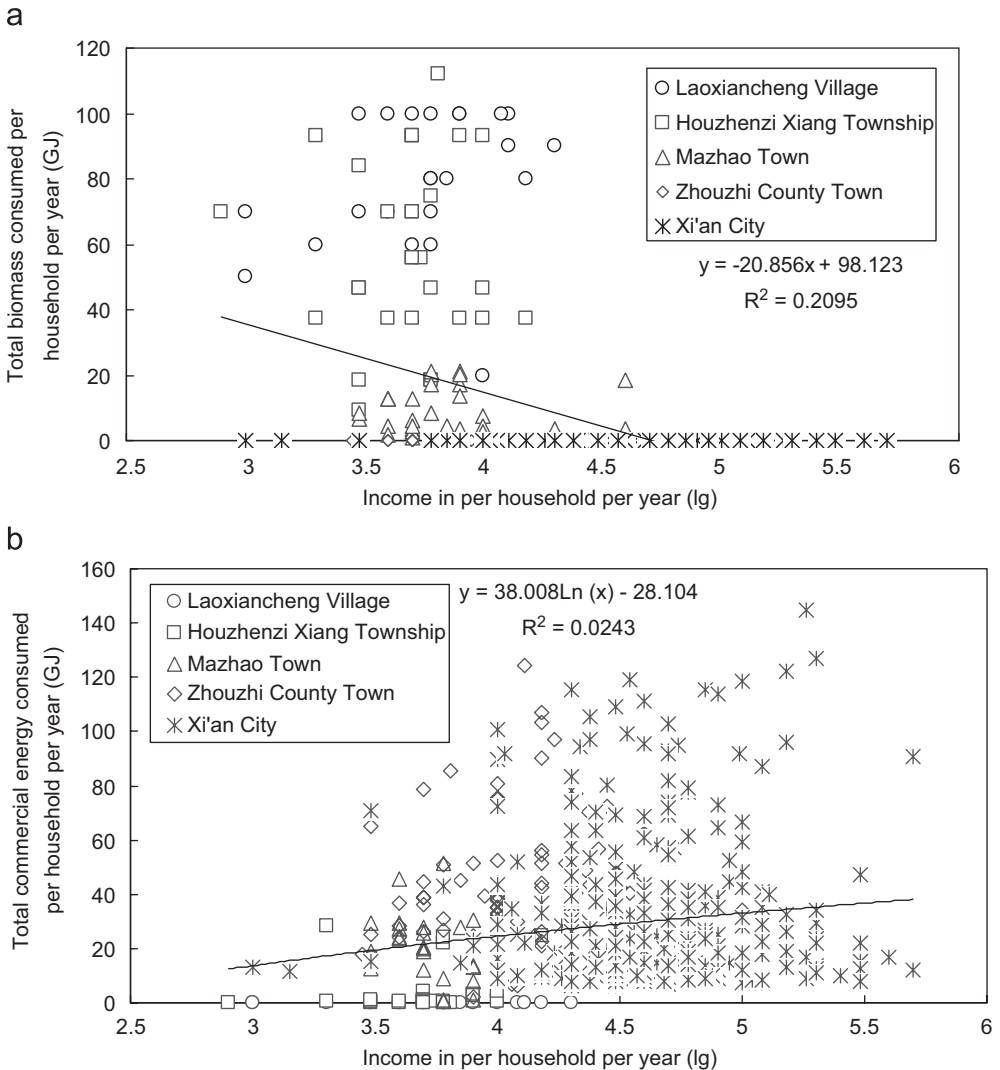 a
120
100
80
60
40
20
0
2.5 3 3.5 4 4.5 5 5.5 6
Total biomass consumed per
household per year (GJ)
Income in per household per year (lg)
Laoxiancheng Village
Houzhenzi Xiang Township
Mazhao Town
Zhouzhi County Town
Xi'an City
y = -20.856x + 98.123
R² = 0.2095
b
160
140
120
100
80
60
40
20
0
2.5 3 3.5 4 4.5 5 5.5 6
Total commercial energy consumed
per household per year (GJ)
Income in per household per year (lg)
Laoxiancheng Village
Houzhenzi Xiang Township
Mazhao Town
Zhouzhi County Town
Xi'an City
y = 38.008Ln (x) - 28.104
R² = 0.0243